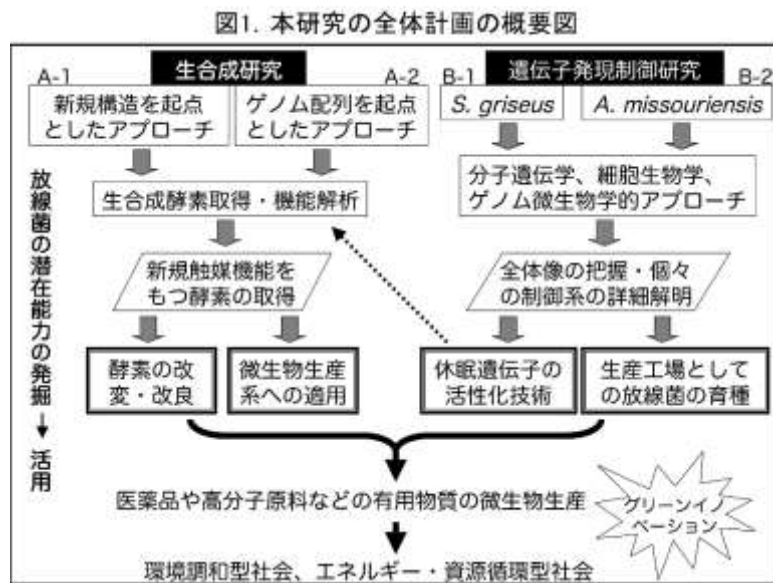 図1. 本研究の全体計画の概要図
A-1
生合成研究
A-2
B-1
遺伝子発現制御研究
B-2
新規構造を起点
としたアプローチ
ゲノム配列を起点
としたアプローチ
S. griseus
A. missouriensis
分子遺伝学、細胞生物学、
ゲノム微生物学的アプローチ
生合成酵素取得・機能解析
新規触媒機能を
もつ酵素の取得
全体像の把握・個々
の制御系の詳細解明
酵素の改
変・改良
微生物生産
系への適用
休眠遺伝子の
活性化技術
生産工場として
の放線菌の育種
放線菌の潜在能力の発掘→活用
医薬品や高分子原料などの有用物質の微生物生産
グリーンイノ
ベーション
環境調和型社会、エネルギー・資源循環型社会